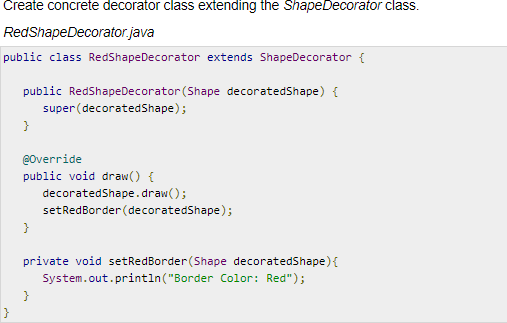 Create concrete decorator class extending the ShapeDecorator class.
RedShapeDecorator.java
public class RedShapeDecorator extends ShapeDecorator {
public RedShapeDecorator(Shape decoratedShape) {
super(decoratedShape);
}
@Override
public void draw() {
decoratedShape.draw();
setRedBorder(decoratedShape);
}
private void setRedBorder(Shape decoratedShape){
System.out.println("Border Color: Red");
}
}